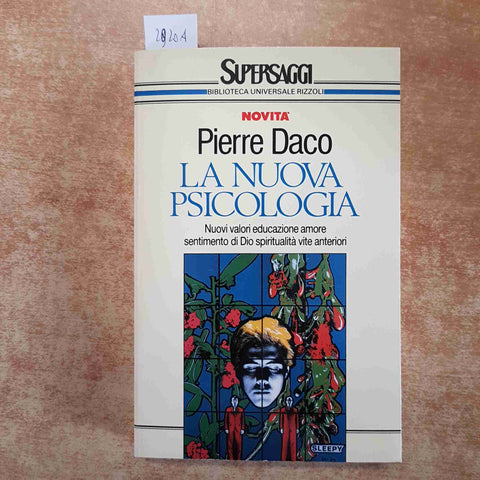 SUPERSAGGI
BIBLIOTECA UNIVERSALE RIZZOLI
NOVITA'
Pierre Daco
LA NUOVA
PSICOLOGIA
Nuovi valori educazione amore
sentimento di Dio spiritualità vite anteriori
SLEEPY